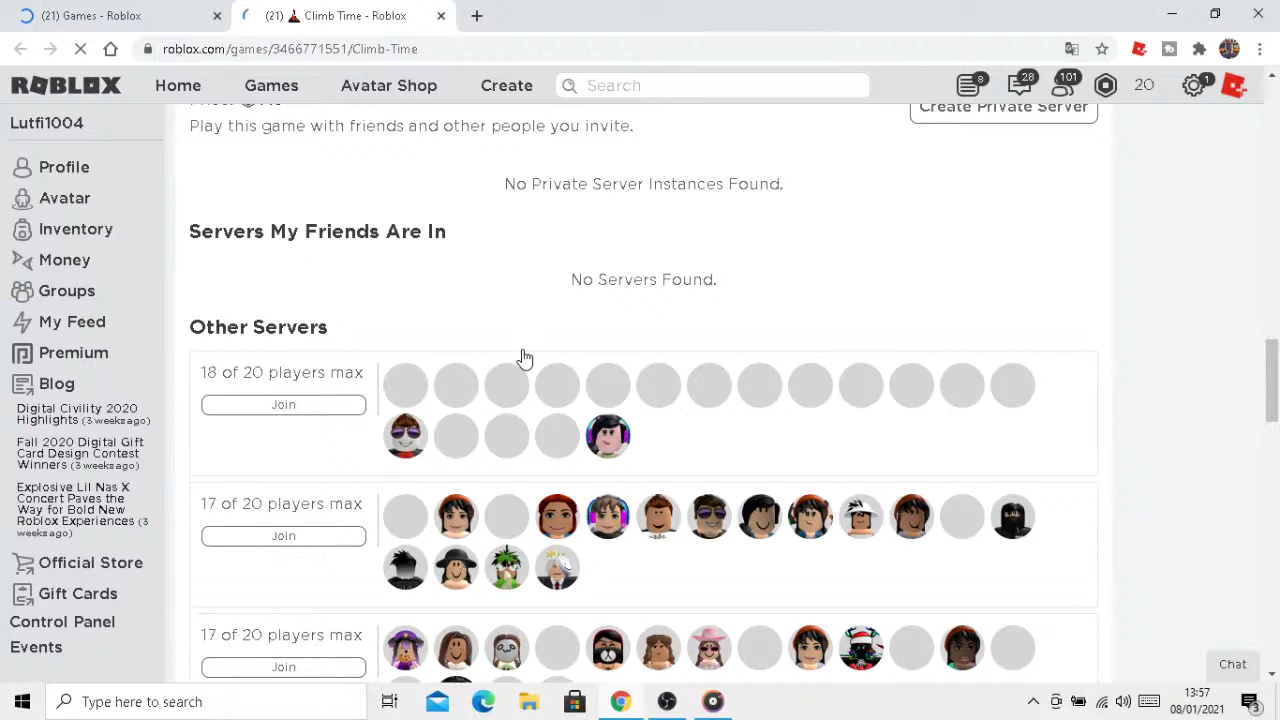 (21) Games - Roblox
(21) Climb Time - Roblox
roblox.com/games/3466771551/Climb-Time
ROBLOX
Home
Games
Avatar Shop
Create
Search
8
28
101
20
1
Lutfi1004
Profile
Avatar
Inventory
Money
Groups
My Feed
Premium
Blog
Digital Civility 2020
Highlights (3 weeks ago)
Fall 2020 Digital Gift
Card Design Contest
Winners (3 weeks ago)
Explosive Lil Nas X
Concert Paves the
Way for Bold New
Roblox Experiences (3
weeks ago)
Official Store
Gift Cards
Control Panel
Events
Create Private Server
Play this game with friends and other people you invite.
No Private Server Instances Found.
Servers My Friends Are In
No Servers Found.
Other Servers
18 of 20 players max
Join
17 of 20 players max
Join
17 of 20 players max
Join
Chat
Type here to search
13:57
08/01/2021
3